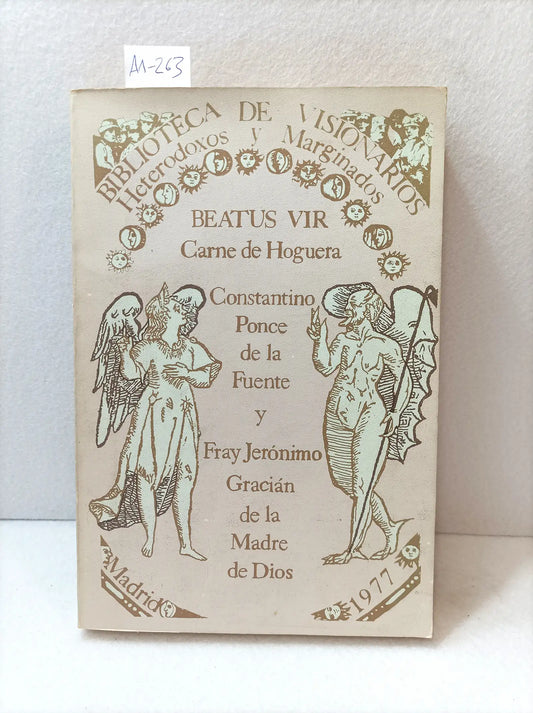 A1-263
BIBLIOTECA DE VISIONARIOS
Heterodoxos y Marginados
BEATUS VIR
Carne de Hoguera
Constantino
Ponce
de la
Fuente
y
Fray Jerónimo
Gracián
de la
Madre
de Dios
Madrid
1977